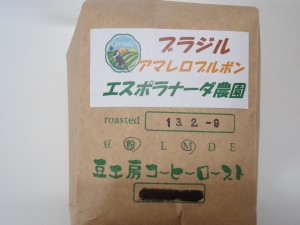 ブラジル
アマレロブルボン
エスポラナーダ農園
roasted 13.2.-9
豆 粉 L M D E
豆工房コーヒーロースト